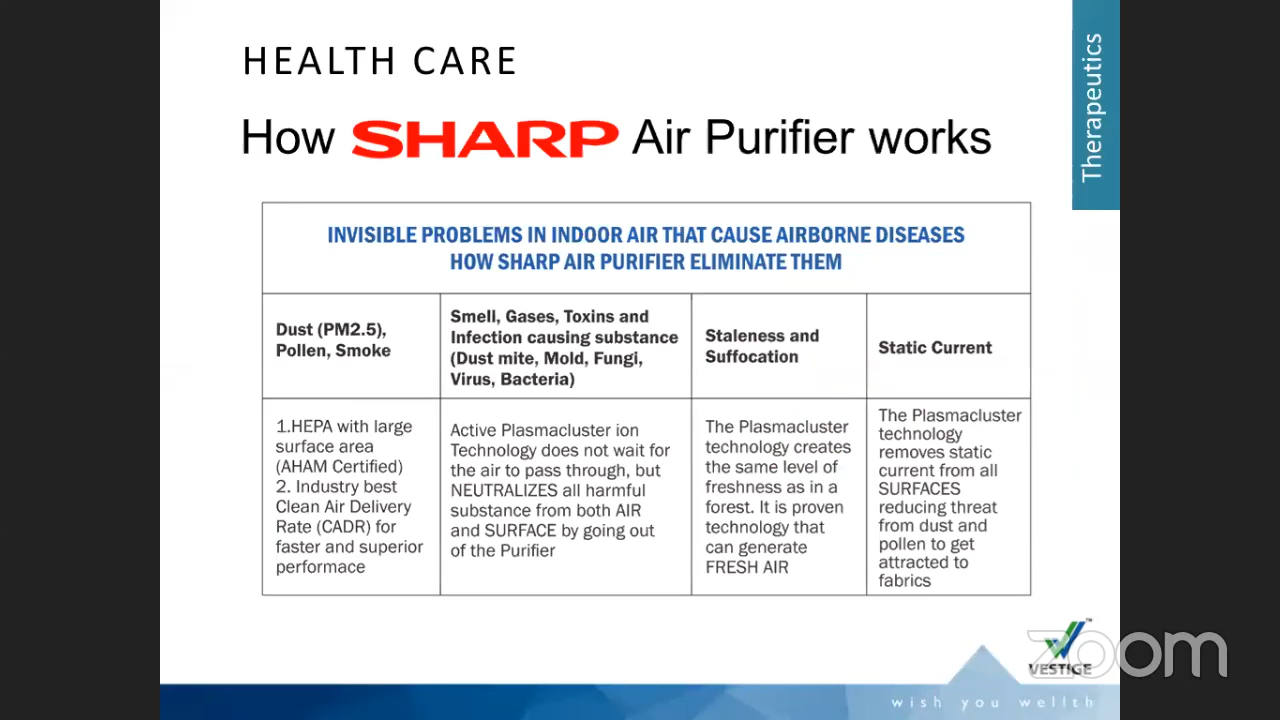 HEALTH CARE
How SHARP Air Purifier works
Therapeutics
INVISIBLE PROBLEMS IN INDOOR AIR THAT CAUSE AIRBORNE DISEASES
HOW SHARP AIR PURIFIER ELIMINATE THEM
Dust (PM2.5),
Pollen, Smoke
Smell, Gases, Toxins and
Infection causing substance
(Dust mite, Mold, Fungi,
Virus, Bacteria)
Staleness and
Suffocation
Static Current
1.HEPA with large
surface area
(AHAM Certified)
2. Industry best
Clean Air Delivery
Rate (CADR) for
faster and superior
performace
Active Plasmacluster ion
Technology does not wait for
the air to pass through, but
NEUTRALIZES all harmful
substance from both AIR
and SURFACE by going out
of the Purifier
The Plasmacluster
technology creates
the same level of
freshness as in a
forest. It is proven
technology that
can generate
FRESH AIR
The Plasmacluster
technology
removes static
current from all
SURFACES
reducing threat
from dust and
pollen to get
attracted to
fabrics
TM
zoom
VESTIGE
wish you wellth